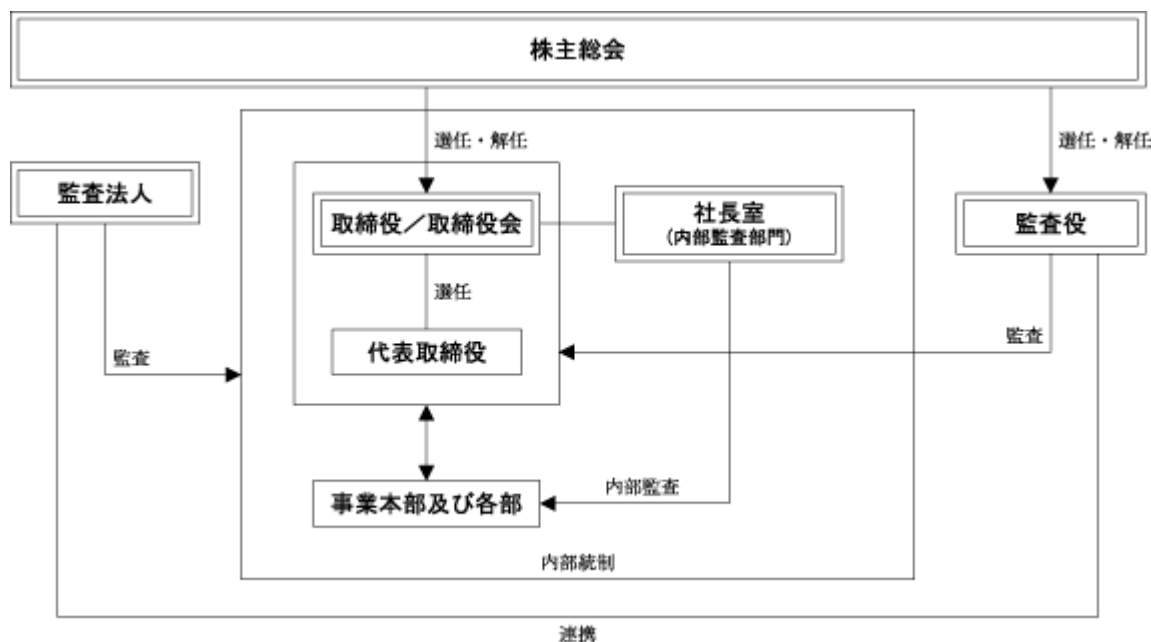 株主総会
選任・解任
選任・解任
監査法人
取締役／取締役会
社長室
(内部監査部門)
監査役
選任
監査
代表取締役
監査
事業本部及び各部
内部監査
内部統制
連携